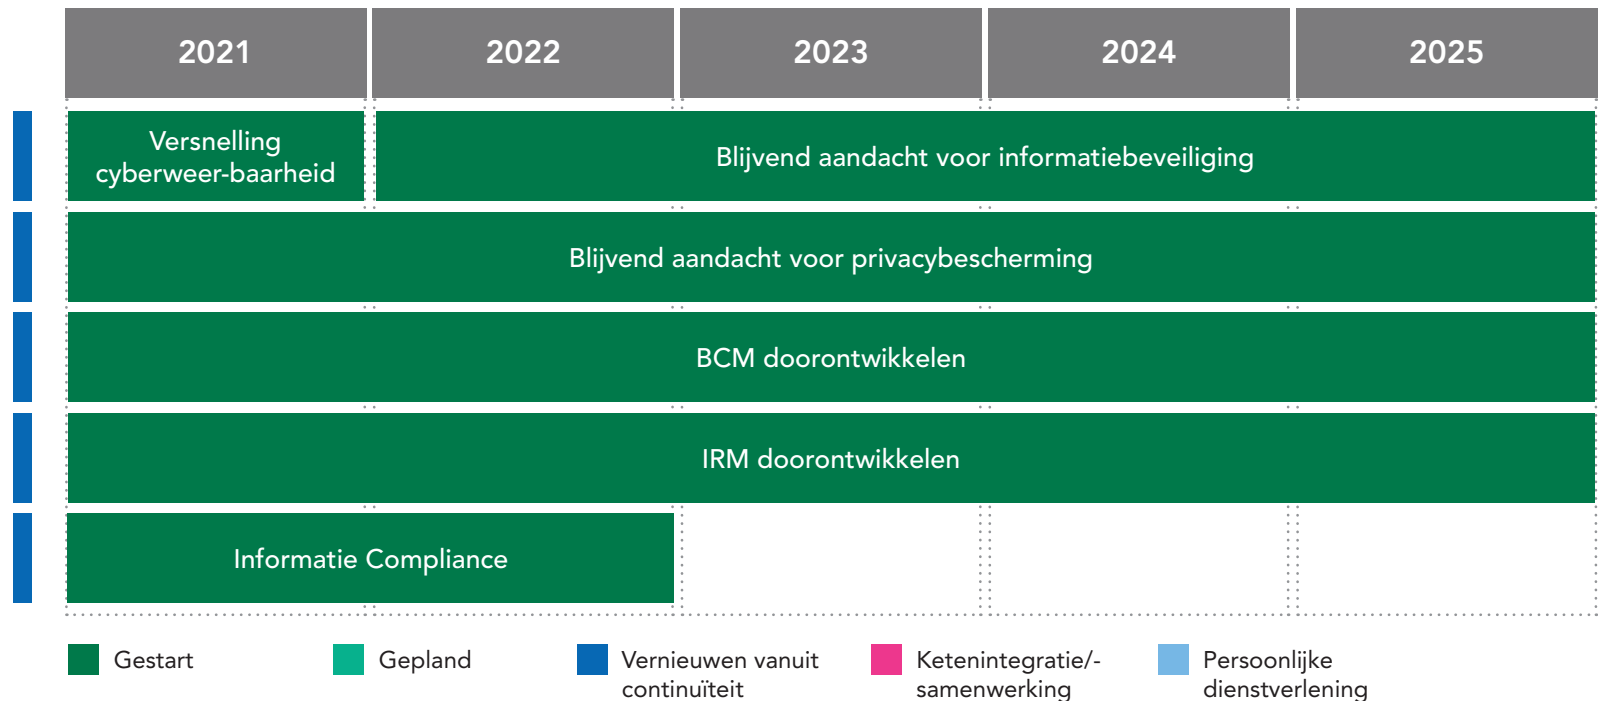 2021 2022 2023 2024 2025
Versnelling
cyberweer-baarheid
Blijvend aandacht voor informatiebeveiliging
Blijvend aandacht voor privacybescherming
BCM doorontwikkelen
IRM doorontwikkelen
Informatie Compliance
Gestart
Gepland
Vernieuwen vanuit
continuïteit
Ketenintegratie/-
samenwerking
Persoonlijke
dienstverlening